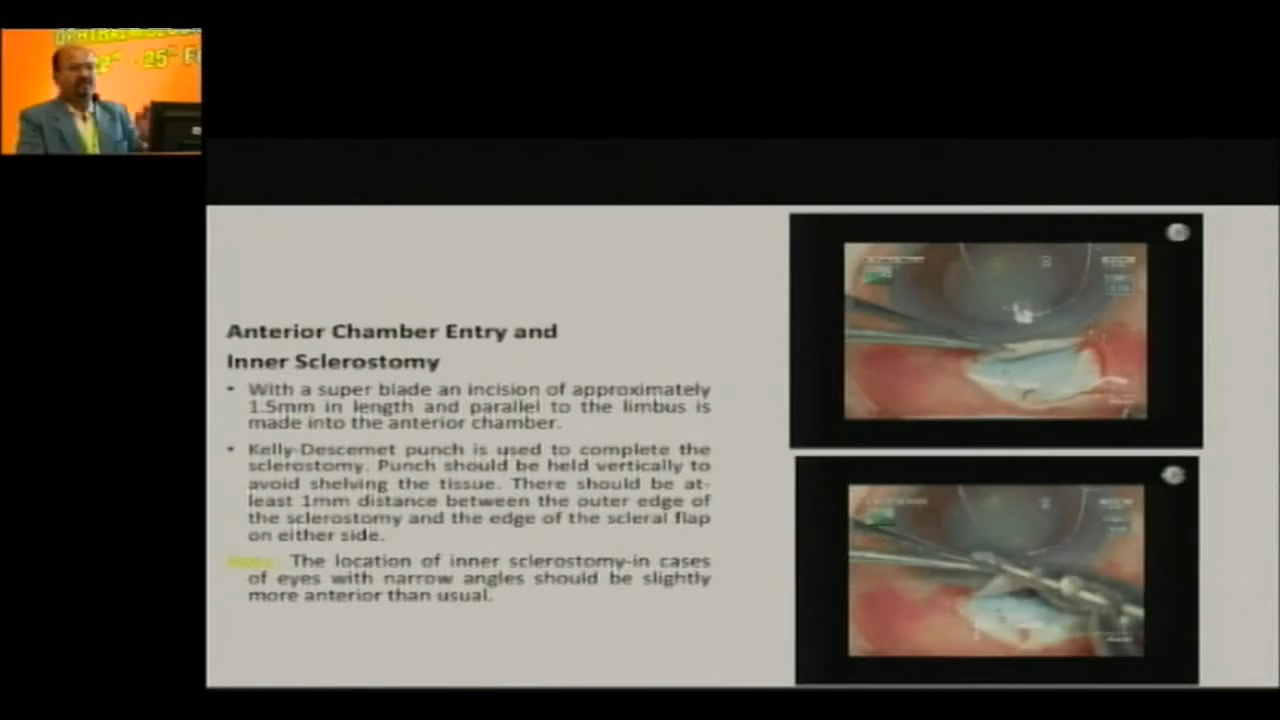 25
Anterior Chamber Entry and
Inner Sclerostomy
• With a super blade an incision of approximately
1.5mm in length and parallel to the limbus is
made into the anterior chamber.
• Kelly-Descemet punch is used to complete the
sclerostomy. Punch should be held vertically to
avoid shelving the tissue. There should be at-
least 1mm distance between the outer edge of
the sclerostomy and the edge of the scleral flap
on either side.
The location of inner sclerostomy-in cases
of eyes with narrow angles should be slightly
more anterior than usual.